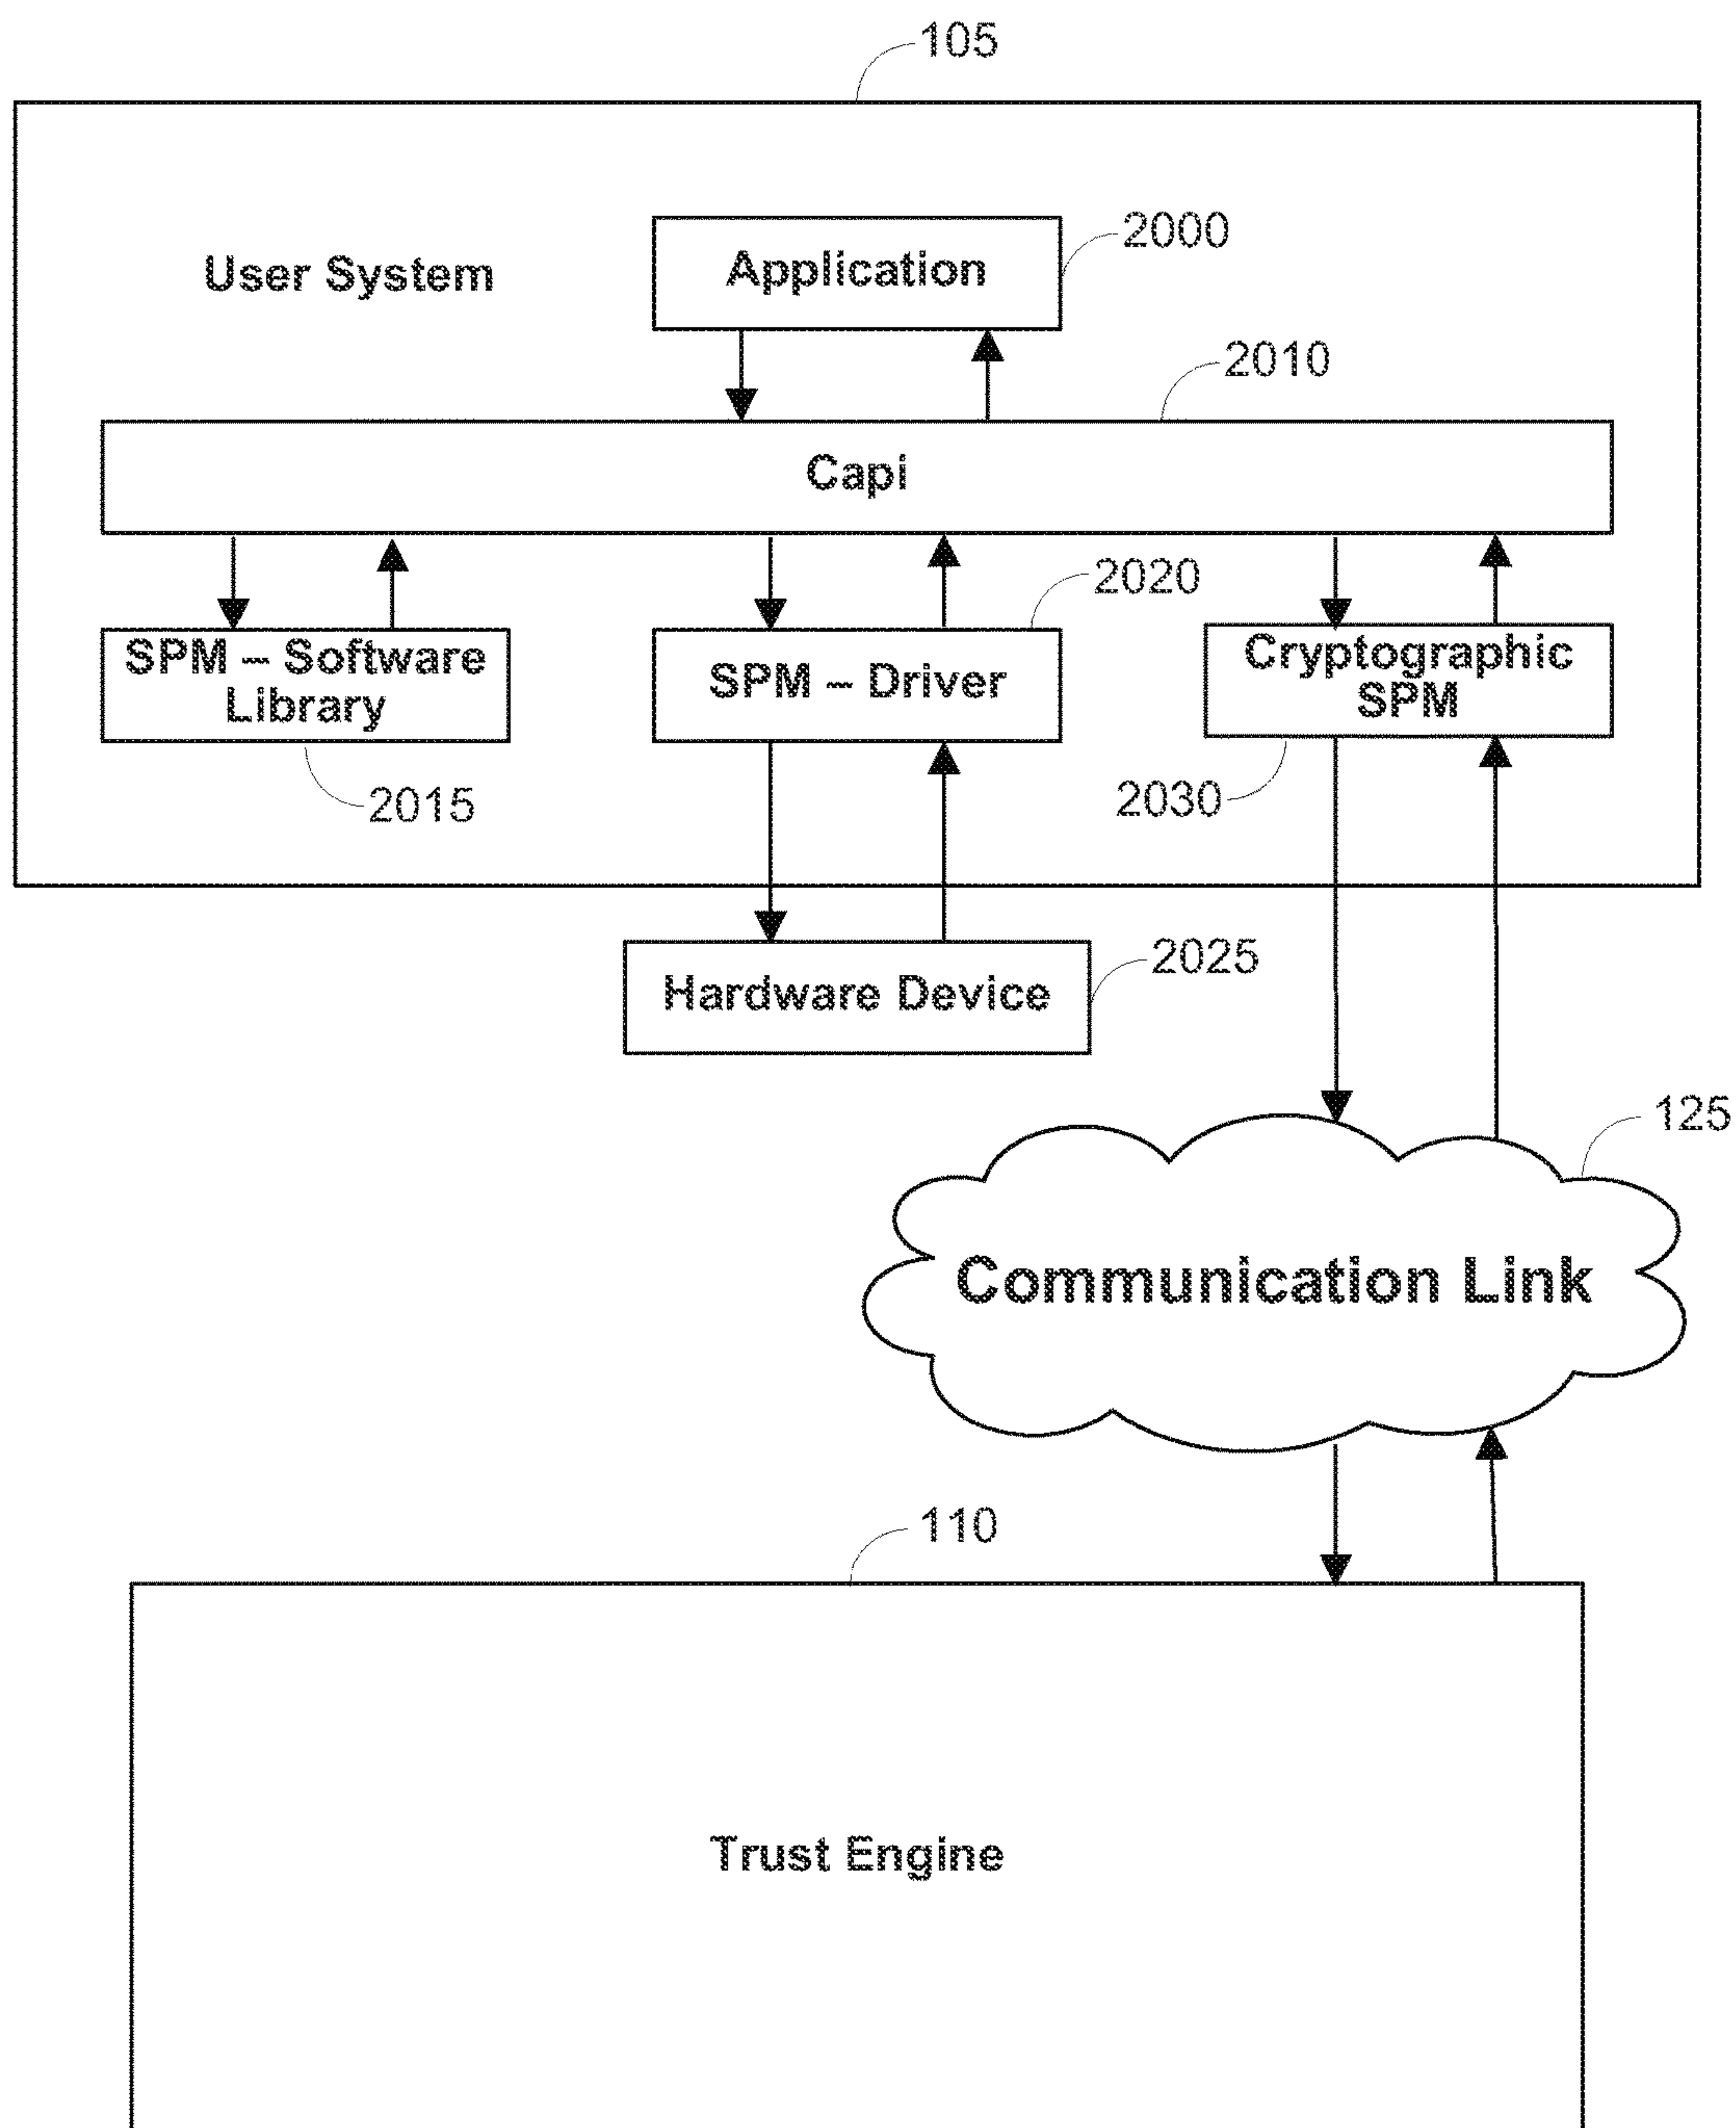 105
2000
User System
Application
2010
Capi
2020
SPM – Software
Library
SPM – Driver
Cryptographic
SPM
2015
2030
2025
Hardware Device
125
Communication Link
110
Trust Engine